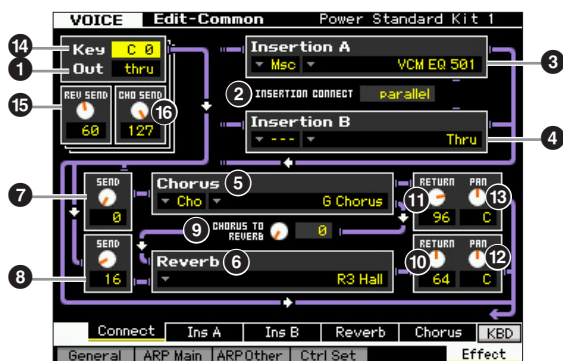 VOICE Edit-Common Power Standard Kit 1
14 Key C 0
1 Out thru
15 REV SEND CHO SEND 16
60 127
Insertion A
Msc VCM EQ 501 3
2 INSERTION CONNECT parallel
Insertion B
--- Thru 4
7 SEND
0
Chorus 5
Cho G Chorus
11 RETURN PAN 13
96 C
9 CHORUS TO REVERB 0
8 SEND
16
Reverb 6
R3 Hall
10 RETURN PAN 12
64 C
Connect Ins A Ins B Reverb Chorus KBD
General ARP Main ARP Other Ctrl Set Effect